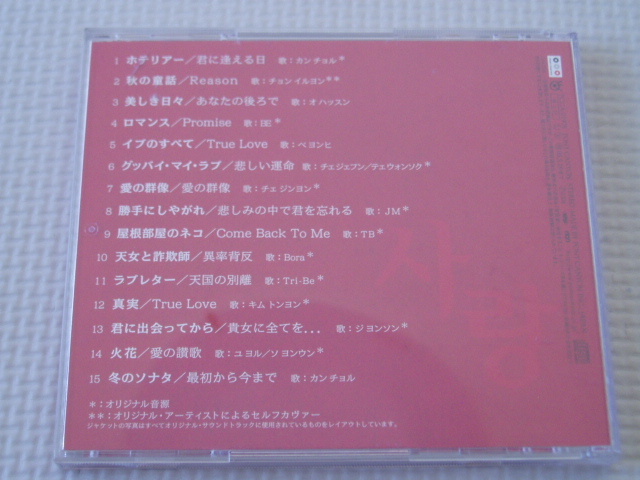 1 ホテリアー／君に逢える日 歌：カン チョル*
2 秋の童話／Reason 歌：チョン イルヨン**
3 美しき日々／あなたの後ろで 歌：オ ハッスン
4 ロマンス／Promise 歌：BE*
5 イブのすべて／True Love 歌：ペ ヨンヒ
6 グッバイ・マイ・ラブ／悲しい運命 歌：チェジェフン/テェウォンソク*
7 愛の群像／愛の群像 歌：チェ ジンヨン*
8 勝手にしやがれ／悲しみの中で君を忘れる 歌：JM*
9 屋根部屋のネコ／Come Back To Me 歌：TB*
10 天女と詐欺師／異率背反 歌：Bora*
11 ラブレター／天国の別離 歌：Tri-Be*
12 真実／True Love 歌：キム トンヨン*
13 君に出会ってから／貴女に全てを... 歌：ジ ヨンソン*
14 火花／愛の讃歌 歌：ユ ヨル／ソ ヨンウン*
15 冬のソナタ／最初から今まで 歌：カン チョル
*：オリジナル音源
**：オリジナル・アーティストによるセルフカヴァー
ジャケットの写真はすべてオリジナル・サウンドトラックに使用されているものをレイアウトしています。
사랑